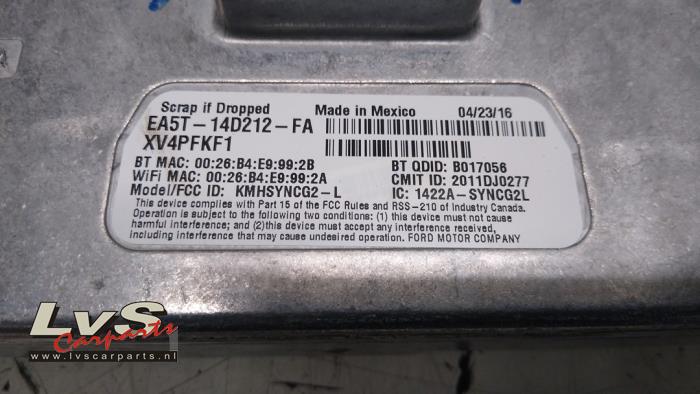 Scrap if Dropped Made in Mexico 04/23/16
EA5T-14D212-FA
XV4PFKF1
BT MAC: 00:26:B4:E9:99:2B BT QDID: B017056
WiFi MAC: 00:26:B4:E9:99:2A CMIT ID: 2011DJ0277
Model/FCC ID: KMHSYNCG2-L IC: 1422A-SYNCG2L
This device complies with Part 15 of the FCC Rules and RSS-210 of Industry Canada.
Operation is subject to the following two conditions: (1) this device must not cause
harmful interference; and (2)this device must accept any interference received,
including interference that may cause undesired operation. FORD MOTOR COMPANY
LvS
Carparts
www.lvscarparts.nl